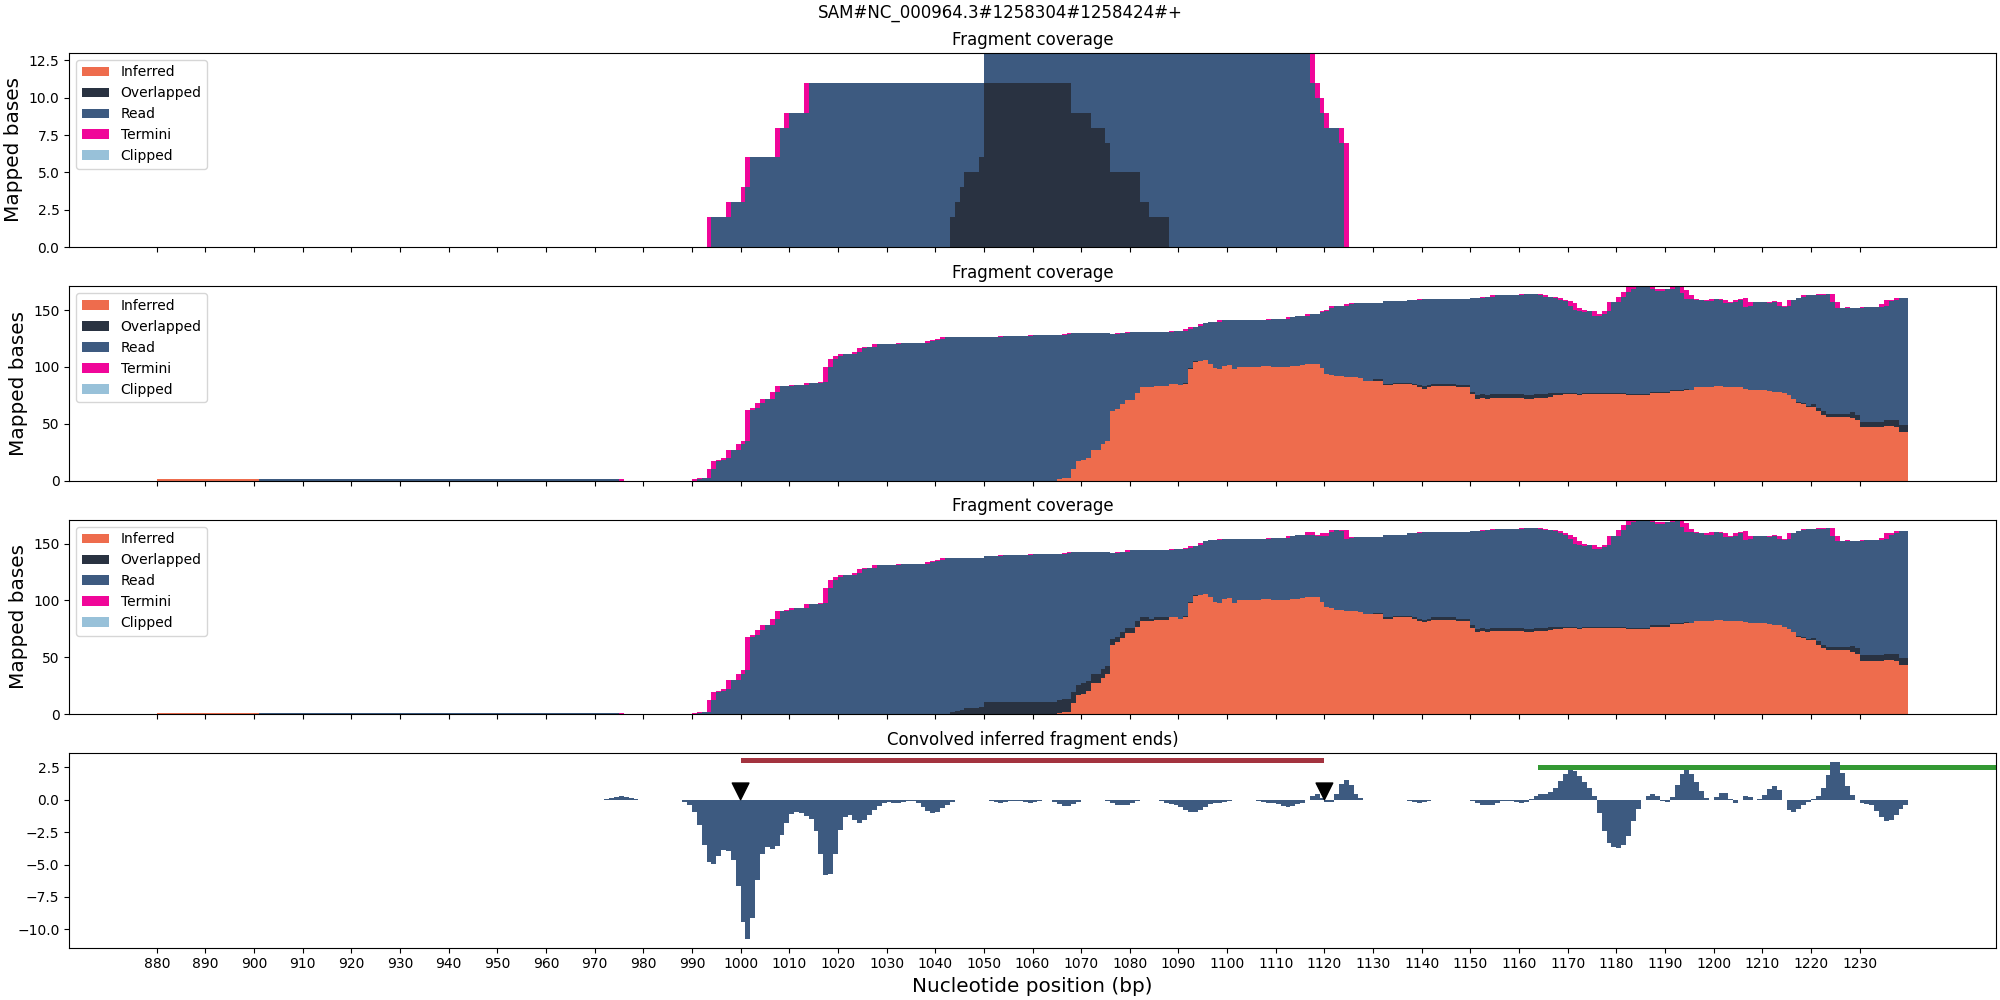 SAM#NC_000964.3#1258304#1258424#+
Fragment coverage
Mapped bases
12.5
10.0
7.5
5.0
2.5
0.0
Inferred
Overlapped
Read
Termini
Clipped
Fragment coverage
Mapped bases
150
100
50
0
Inferred
Overlapped
Read
Termini
Clipped
Fragment coverage
Mapped bases
150
100
50
0
Inferred
Overlapped
Read
Termini
Clipped
Convolved inferred fragment ends)
2.5
0.0
−2.5
−5.0
−7.5
−10.0
880 890 900 910 920 930 940 950 960 970 980 990 1000 1010 1020 1030 1040 1050 1060 1070 1080 1090 1100 1110 1120 1130 1140 1150 1160 1170 1180 1190 1200 1210 1220 1230
Nucleotide position (bp)